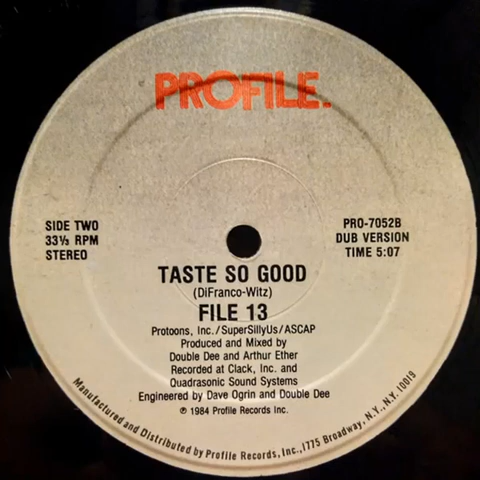 PROFILE.
SIDE TWO
33⅓ RPM
STEREO
PRO-7052B
DUB VERSION
TIME 5:07
TASTE SO GOOD
(DiFranco-Witz)
FILE 13
Protoons, Inc./SuperSillyUs/ASCAP
Produced and Mixed by
Double Dee and Arthur Ether
Recorded at Clack, Inc. and
Quadrasonic Sound Systems
Engineered by Dave Ogrin and Double Dee
℗ 1984 Profile Records Inc.
Manufactured and Distributed by Profile Records, Inc., 1775 Broadway, N.Y., N.Y. 10019